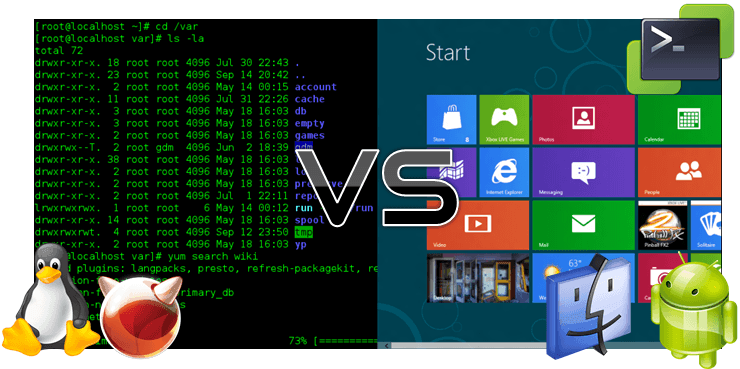 [root@localhost ~]# cd /var
[root@localhost var]# ls -la
total 72
drwxr-xr-x. 18 root root 4096 Jul 30 22:43 .
drwxr-xr-x. 23 root root 4096 Sep 14 20:42 ..
drwxr-xr-x. 2 root root 4096 May 14 00:15 account
drwxr-xr-x. 11 root root 4096 Jul 31 22:26 cache
drwxr-xr-x. 3 root root 4096 May 18 16:03 db
drwxr-xr-x. 3 root root 4096 May 18 16:03 empty
drwxr-xr-x. 2 root root 4096 May 18 16:03 games
drwxrwx--T. 2 root gdm 4096 Jun 2 18:39 gdm
drwxr-xr-x. 38 root root 4096 May 18 16:03
drwxr-xr-x. 2 root root 4096 May 18 16:03
drwxr-xr-x. 2 root root 4096 May 18 16:03
drwxr-xr-x. 2 root root 4096 Jul 1 22:11
lrwxrwxrwx. 1 root root 6 May 14 00:12 run run
drwxr-xr-x. 14 root root 4096 May 18 16:03 spool
drwxrwxrwt. 4 root root 4096 Sep 12 23:50 tmp
root root 4096 May 18 16:03 yp
var]# yum search wiki
plugins: langpacks, presto, refresh-packagekit,
73% [===========
VS
Start
Store 8
Xbox LIVE Games
Photos
Calendar
Internet Explorer
Messaging
People
Video
Mail
Pinball FX2
Solitaire
Desktop
63°
>_